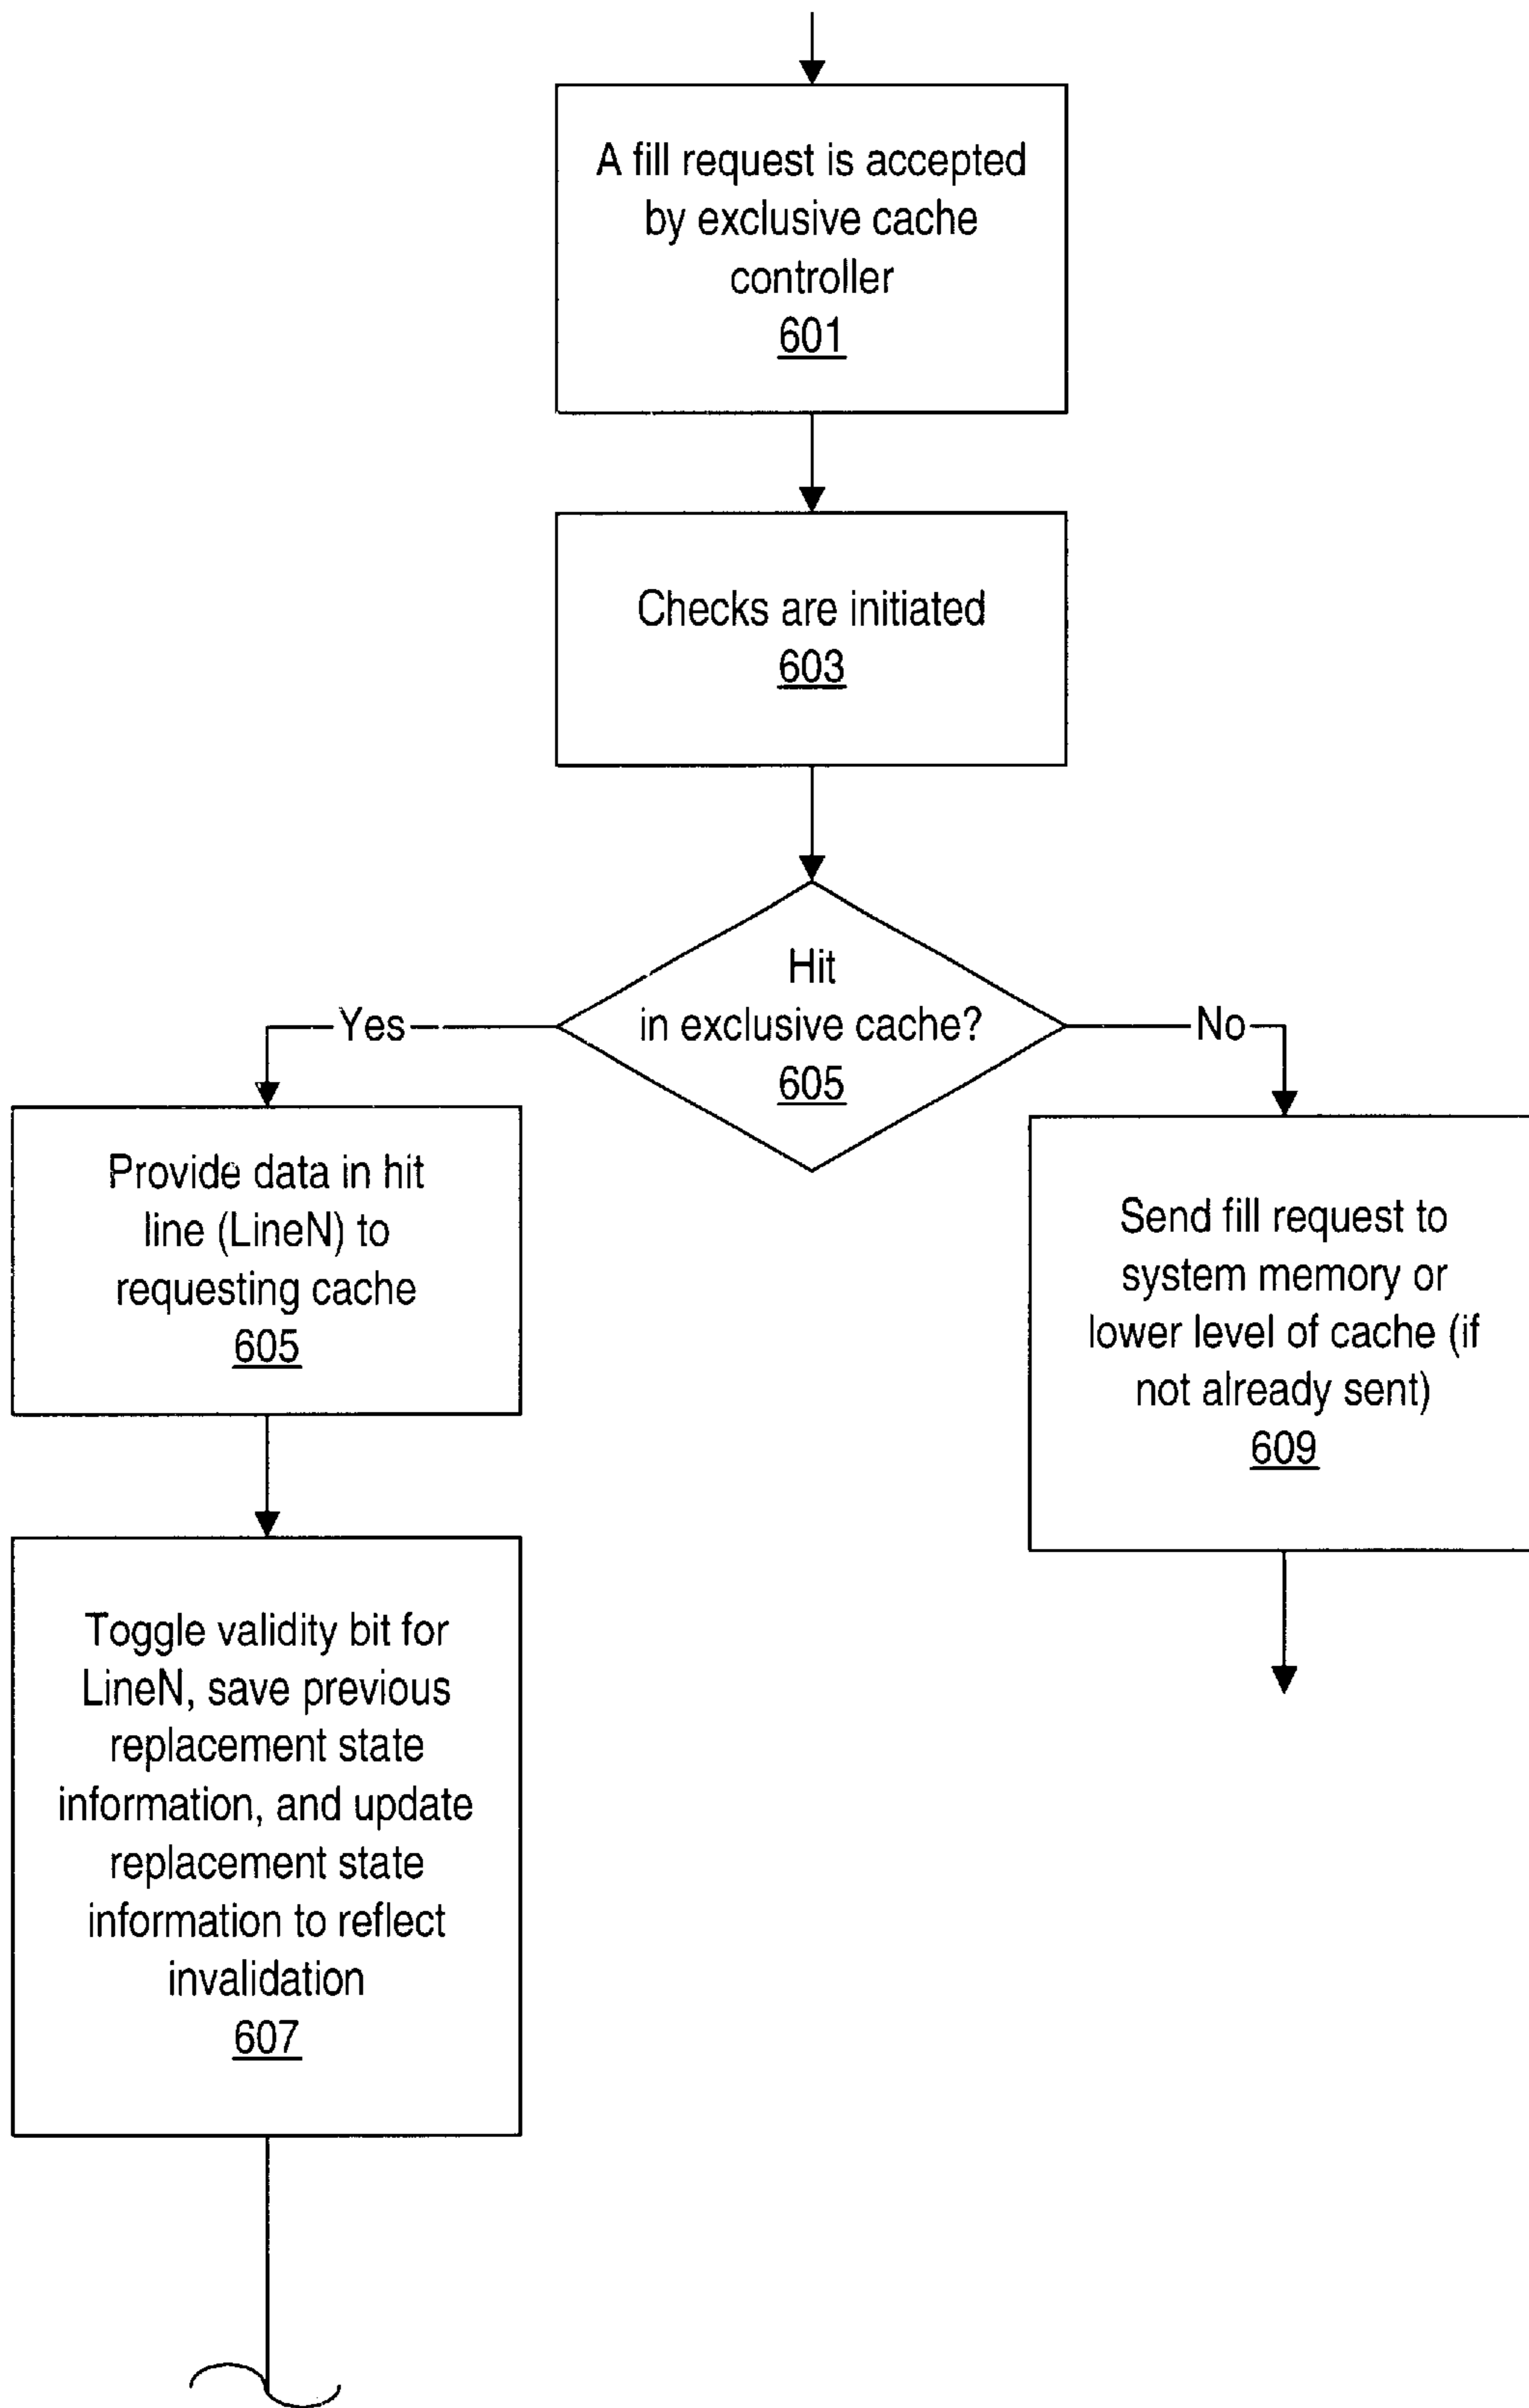 A fill request is accepted
by exclusive cache
controller
601
Checks are initiated
603
Hit
in exclusive cache?
605
Yes
No
Provide data in hit
line (LineN) to
requesting cache
605
Send fill request to
system memory or
lower level of cache (if
not already sent)
609
Toggle validity bit for
LineN, save previous
replacement state
information, and update
replacement state
information to reflect
invalidation
607